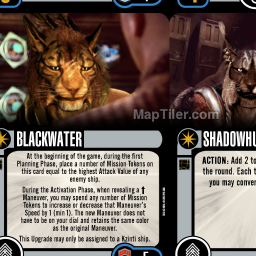 MapTiler.com
BLACKWATER
At the beginning of the game, during the first
Planning Phase, place a number of Mission Tokens on
this card equal to the highest Attack Value of any
enemy ship.
During the Activation Phase, when revealing a
Maneuver, you may spend any number of Mission
Tokens to increase or decrease that Maneuver's
Speed by 1 (min 1). The new Maneuver does not
have to be on your dial and retains the same color
as the original Maneuver.
This Upgrade may only be assigned to a Krinti ship.
5
SHADOWHU
ACTION: Add 2 to
the round. Each t
you may conver